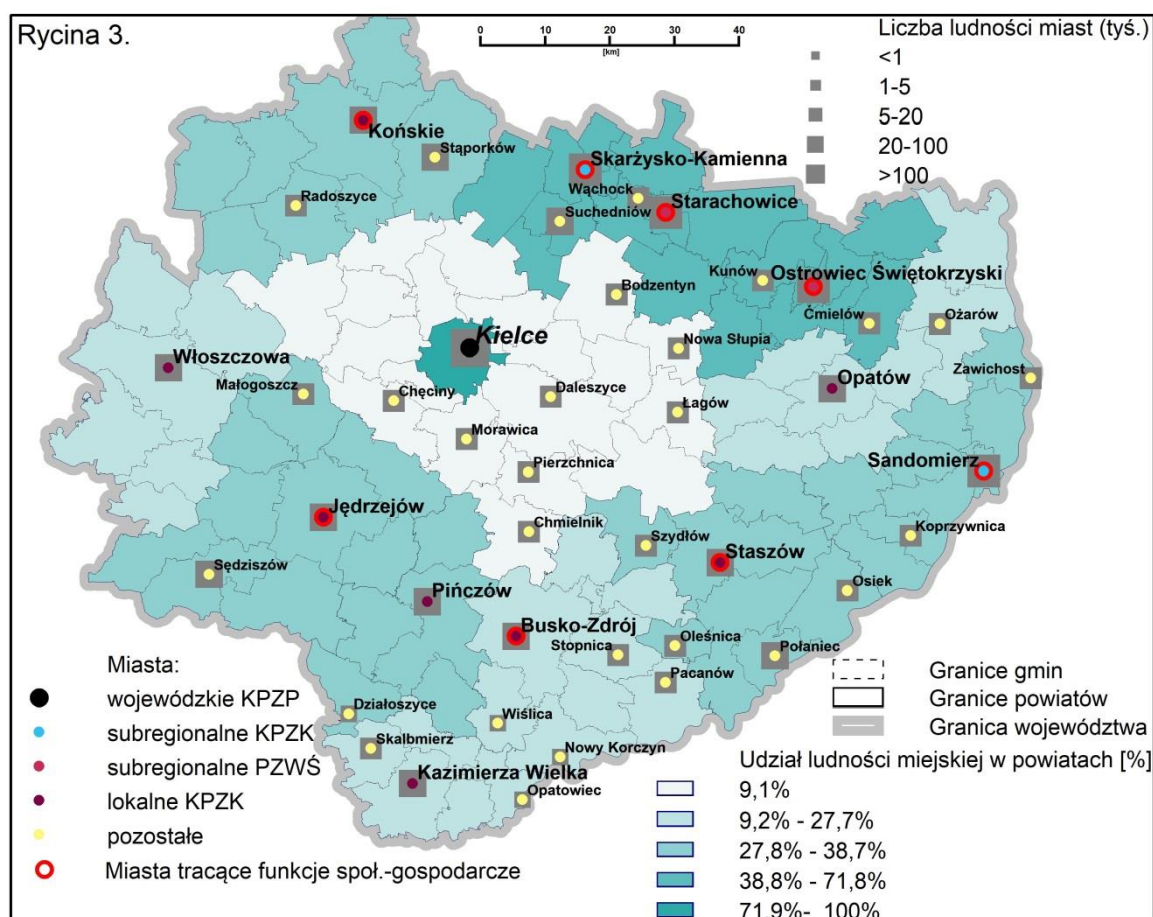 Rycina 3.
0 10 20 30 40
[km]
Liczba ludności miast (tyś.)
<1
1-5
5-20
20-100
>100
Końskie
Stąporków
Radoszyce
Skarżysko-Kamienna
Wąchock
Starachowice
Suchedniów
Bodzentyn
Kunów
Ostrowiec Świętokrzyski
Ćmielów
Ożarów
Kielce
Nowa Słupia
Włoszczowa
Małogoszcz
Chęciny
Daleszyce
Łagów
Opatów
Zawichost
Morawica
Pierzchnica
Sandomierz
Jędrzejów
Chmielnik
Szydłów
Staszów
Koprzywnica
Sędziszów
Pińczów
Osiek
Busko-Zdrój
Stopnica
Oleśnica
Połaniec
Pacanów
Działoszyce
Wiślica
Skalbmierz
Nowy Korczyn
Kazimierza Wielka
Opatowiec
Miasta:
wojewódzkie KPZP
subregionalne KPZK
subregionalne PZWŚ
lokalne KPZK
pozostałe
Miasta tracące funkcje społ.-gospodarcze
Granice gmin
Granice powiatów
Granica województwa
Udział ludności miejskiej w powiatach [%]
9,1%
9,2% - 27,7%
27,8% - 38,7%
38,8% - 71,8%
71,9%- 100%